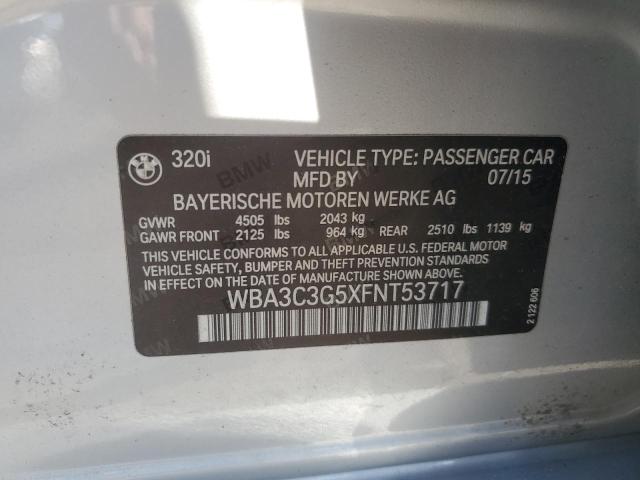 BMW 320i VEHICLE TYPE: PASSENGER CAR
MFD BY 07/15
BAYERISCHE MOTOREN WERKE AG
GVWR 4505 lbs 2043 kg
GAWR FRONT 2125 lbs 964 kg REAR 2510 lbs 1139 kg
THIS VEHICLE CONFORMS TO ALL APPLICABLE U.S. FEDERAL MOTOR
VEHICLE SAFETY, BUMPER AND THEFT PREVENTION STANDARDS
IN EFFECT ON THE DATE OF MANUFACTURE SHOWN ABOVE.
WBA3C3G5XFNT53717
2 122 606